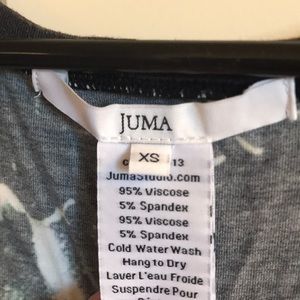 JUMA
XS
13
JumaStudio.com
95% Viscose
5% Spandex
95% Viscose
5% Spandex
Cold Water Wash
Hang to Dry
Laver L'eau Froide
Suspendre Pour